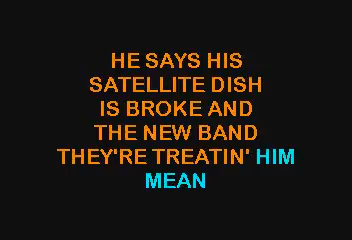 HE SAYS HIS
SATELLITE DISH
IS BROKE AND
THE NEW BAND
THEY'RE TREATIN' HIM
MEAN